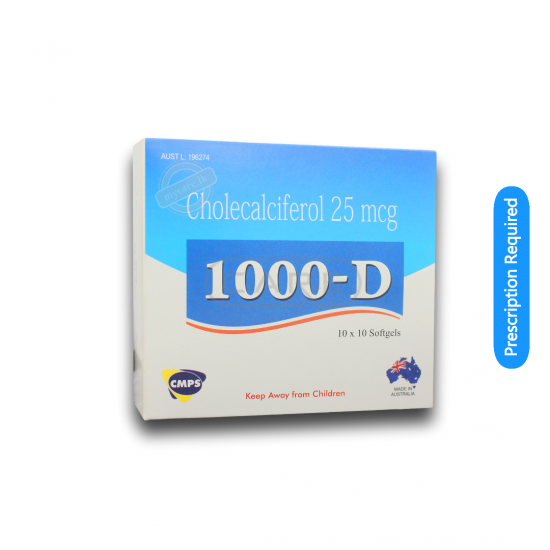 AUST L: 196274
Cholecalciferol 25 mcg
1000-D
10 x 10 Softgels
CMPS
Keep Away from Children
MADE IN
AUSTRALIA
Prescription Required